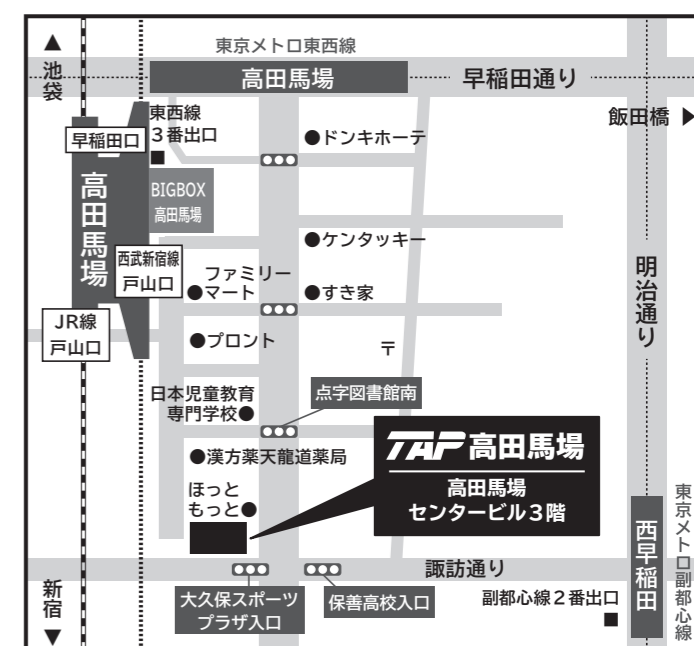 東京メトロ東西線
▲
池袋
高田馬場
早稲田通り
飯田橋 ▶
早稲田口
東西線
3番出口
■
●ドンキホーテ
高田馬場
BIGBOX
高田馬場
西武新宿線
戸山口
●ケンタッキー
ファミリー
●マート
●すき家
明治通り
JR線
戸山口
●プロント
〒
日本児童教育
専門学校●
点字図書館南
●漢方薬天龍道薬局
TAP高田馬場
高田馬場
センタービル3階
ほっと
もっと●
諏訪通り
西早稲田
東京メトロ副都心線
新宿
▼
大久保スポーツ
プラザ入口
保善高校入口
副都心線2番出口
■